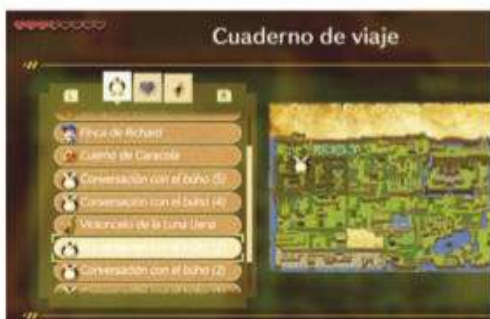 Cuaderno de viaje
L
R
Finca de Richard
Cuerno de Caracola
Conversación con el búho (5)
Conversación con el búho (4)
Violoncelo de la Luna Llena
Conversación con el búho (2)